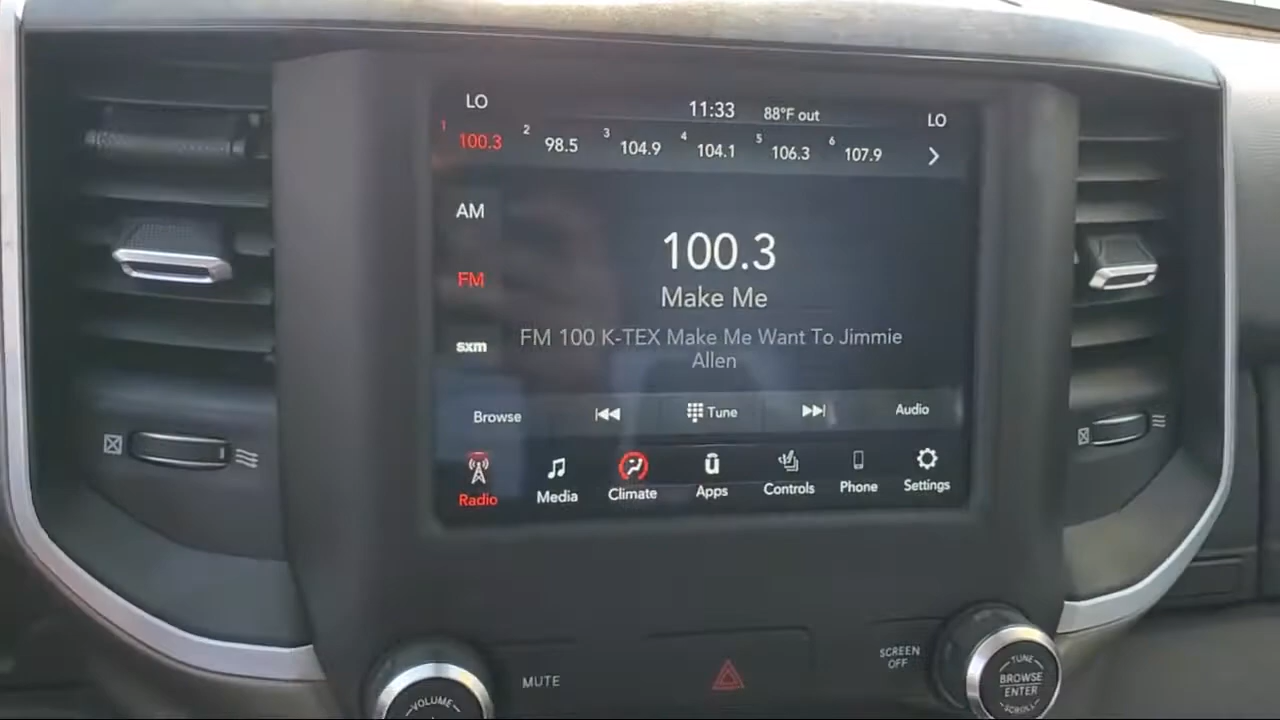 LO 11:33 88°F out LO
1 100.3 2 98.5 3 104.9 4 104.1 5 106.3 6 107.9
AM
100.3
FM
Make Me
sxm
FM 100 K-TEX Make Me Want To Jimmie
Allen
Browse Tune Audio
Radio Media Climate Apps Controls Phone Settings
MUTE
SCREEN
OFF
VOLUME
TUNE
BROWSE
ENTER
SCROLL